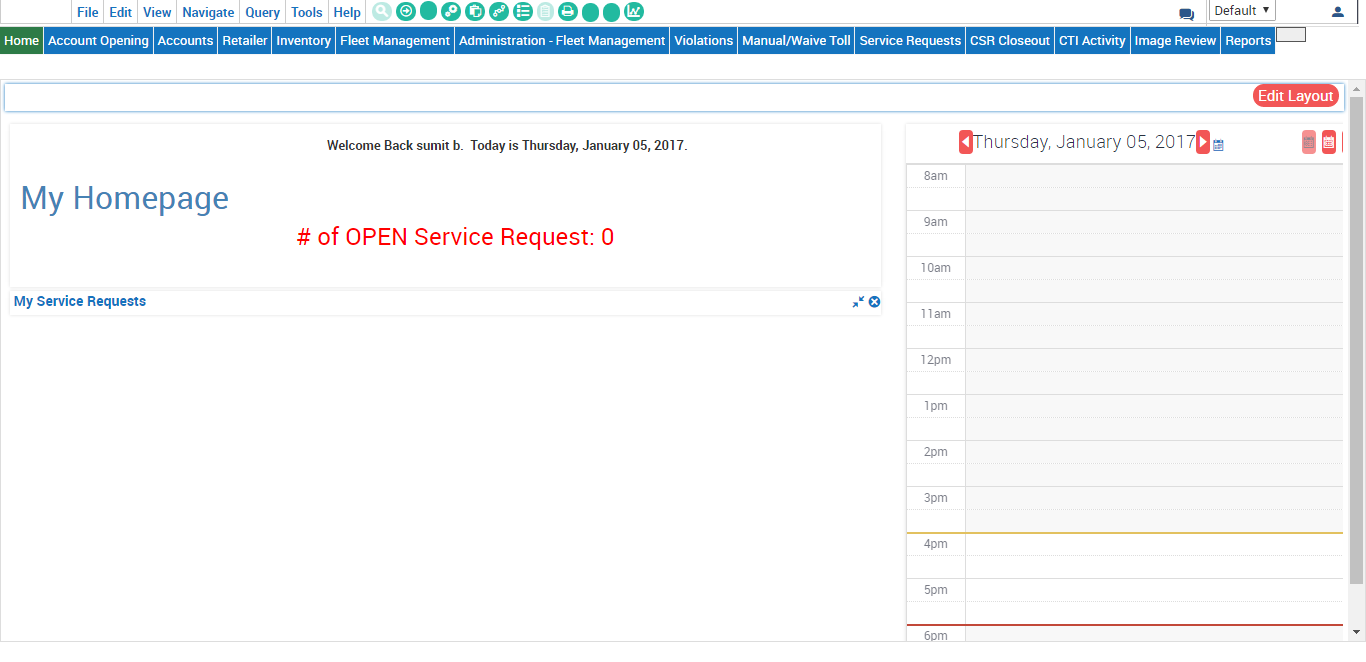 File Edit View Navigate Query Tools Help Default
Home Account Opening Accounts Retailer Inventory Fleet Management Administration - Fleet Management Violations Manual/Waive Toll Service Requests CSR Closeout CTI Activity Image Review Reports
Edit Layout
Welcome Back sumit b. Today is Thursday, January 05, 2017.
My Homepage
# of OPEN Service Request: 0
My Service Requests
Thursday, January 05, 2017
8am
9am
10am
11am
12pm
1pm
2pm
3pm
4pm
5pm
6pm